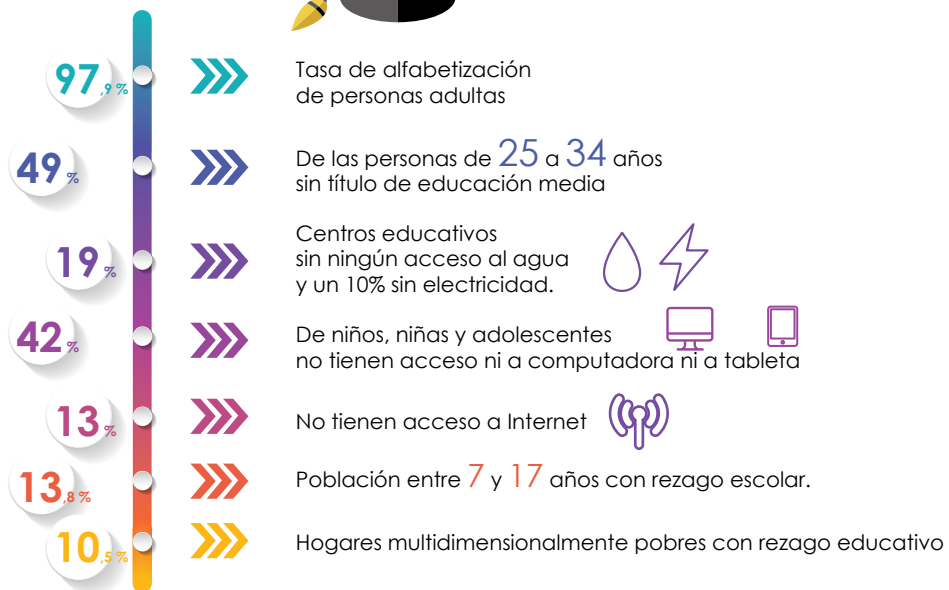 97,9 %
Tasa de alfabetización
de personas adultas
49 %
De las personas de 25 a 34 años
sin título de educación media
19 %
Centros educativos
sin ningún acceso al agua
y un 10% sin electricidad.
42 %
De niños, niñas y adolescentes
no tienen acceso ni a computadora ni a tableta
13 %
No tienen acceso a Internet
13,8 %
Población entre 7 y 17 años con rezago escolar.
10,5 %
Hogares multidimensionalmente pobres con rezago educativo